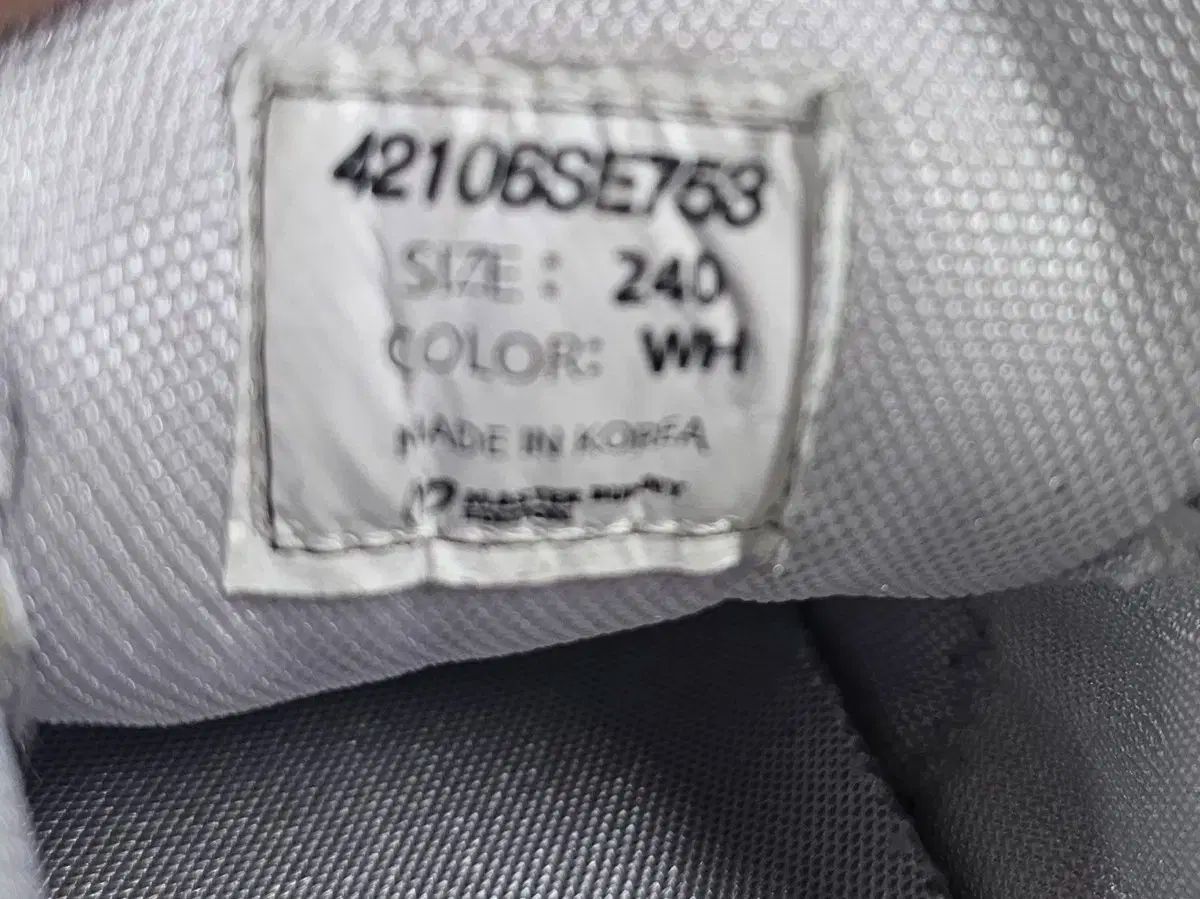 42106SE753
SIZE: 240
COLOR: WH
MADE IN KOREA